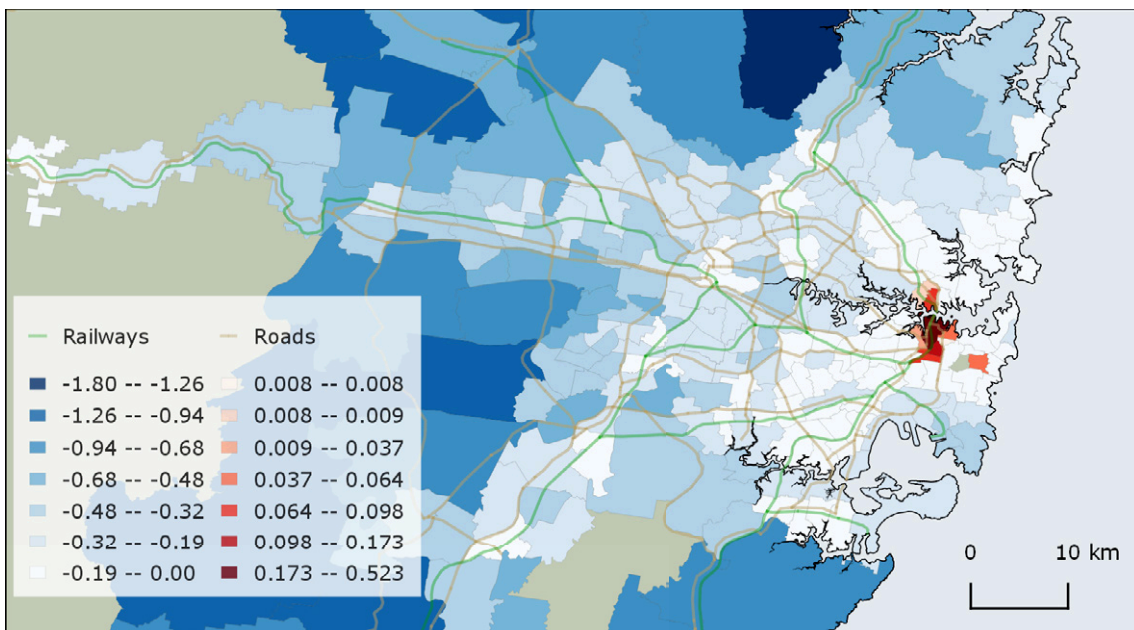 Railways Roads
-1.80 -- -1.26 0.008 -- 0.008
-1.26 -- -0.94 0.008 -- 0.009
-0.94 -- -0.68 0.009 -- 0.037
-0.68 -- -0.48 0.037 -- 0.064
-0.48 -- -0.32 0.064 -- 0.098
-0.32 -- -0.19 0.098 -- 0.173
-0.19 -- 0.00 0.173 -- 0.523
0 10 km